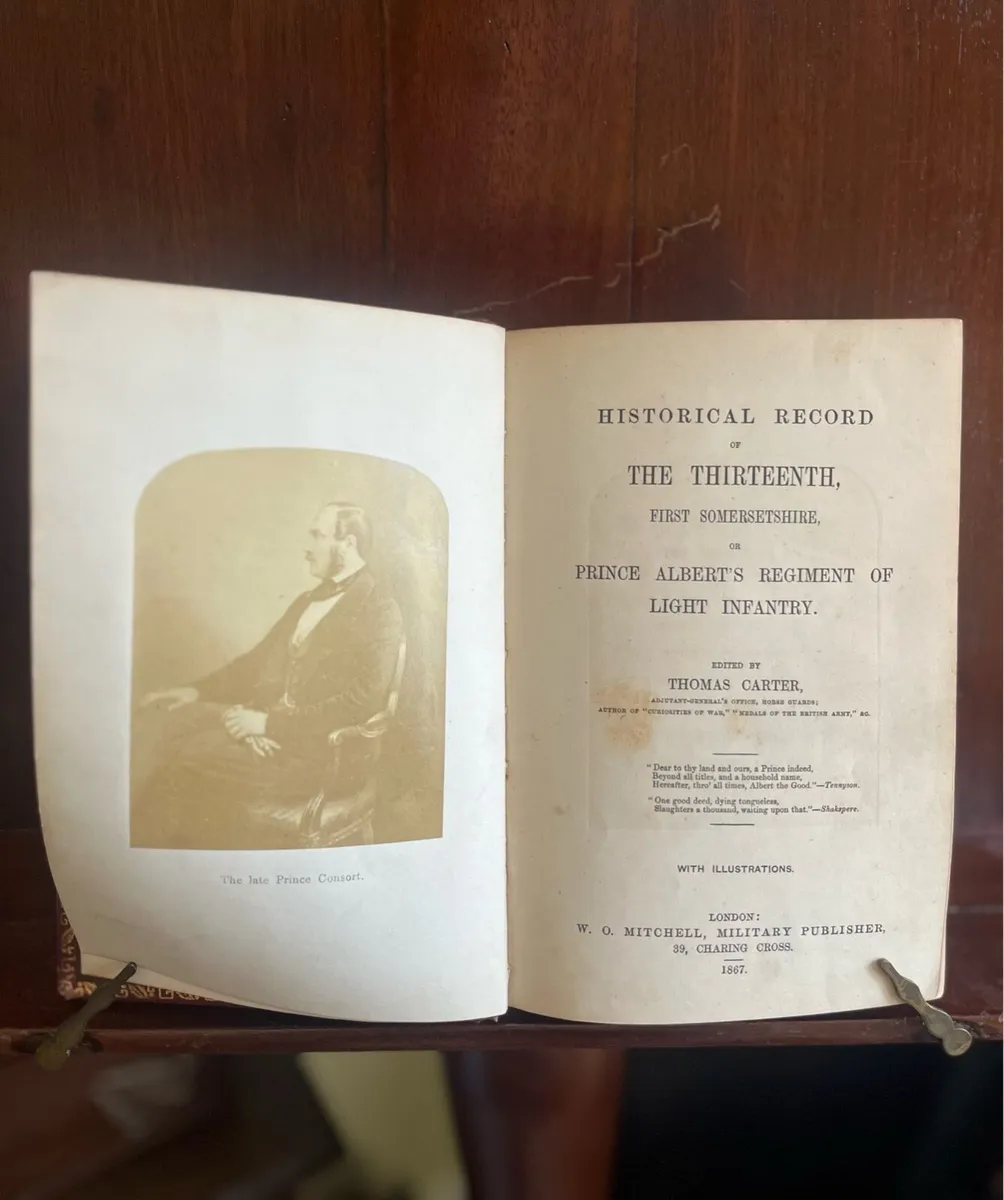 The late Prince Consort.
HISTORICAL RECORD
OF
THE THIRTEENTH,
FIRST SOMERSETSHIRE,
OR
PRINCE ALBERT'S REGIMENT OF
LIGHT INFANTRY.
EDITED BY
THOMAS CARTER,
ADJUTANT-GENERAL'S OFFICE, HORSE GUARDS;
AUTHOR OF "CURIOSITIES OF WAR," "MEDALS OF THE BRITISH ARMY," &C.
"Dear to thy land and ours, a Prince indeed,
Beyond all titles, and a household name,
Hereafter, thro' all times, Albert the Good."—Tennyson.
"One good deed, dying tongueless,
Slaughters a thousand, waiting upon that."—Shakspere.
WITH ILLUSTRATIONS.
LONDON:
W. O. MITCHELL, MILITARY PUBLISHER,
39, CHARING CROSS.
1867.